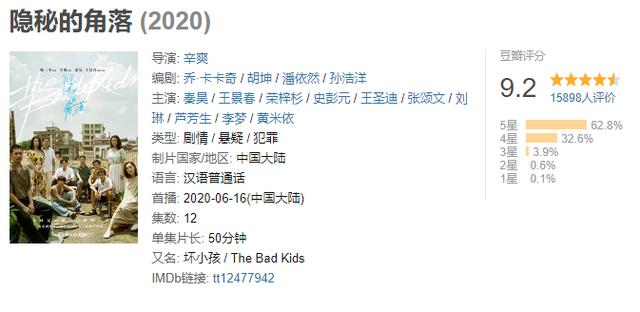 隐秘的角落 (2020)
导演: 辛爽
编剧: 乔·卡卡奇 / 胡坤 / 潘依然 / 孙浩洋
主演: 秦昊 / 王景春 / 荣梓杉 / 史彭元 / 王圣迪 / 张颂文 / 刘
琳 / 芦芳生 / 李梦 / 黄米依
类型: 剧情 / 悬疑 / 犯罪
制片国家/地区: 中国大陆
语言: 汉语普通话
首播: 2020-06-16(中国大陆)
集数: 12
单集片长: 50分钟
又名: 坏小孩 / The Bad Kids
IMDb链接: tt12477942
豆瓣评分
9.2
15898人评价
5星 62.8%
4星 32.6%
3星 3.9%
2星 0.6%
1星 0.1%